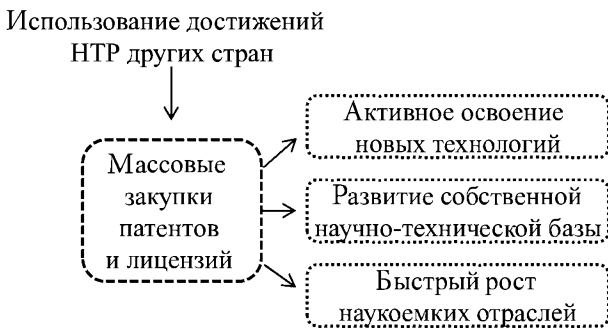 Использование достижений
НТР других стран
Массовые
закупки
патентов
и лицензий
Активное освоение
новых технологий
Развитие собственной
научно-технической базы
Быстрый рост
наукоемких отраслей